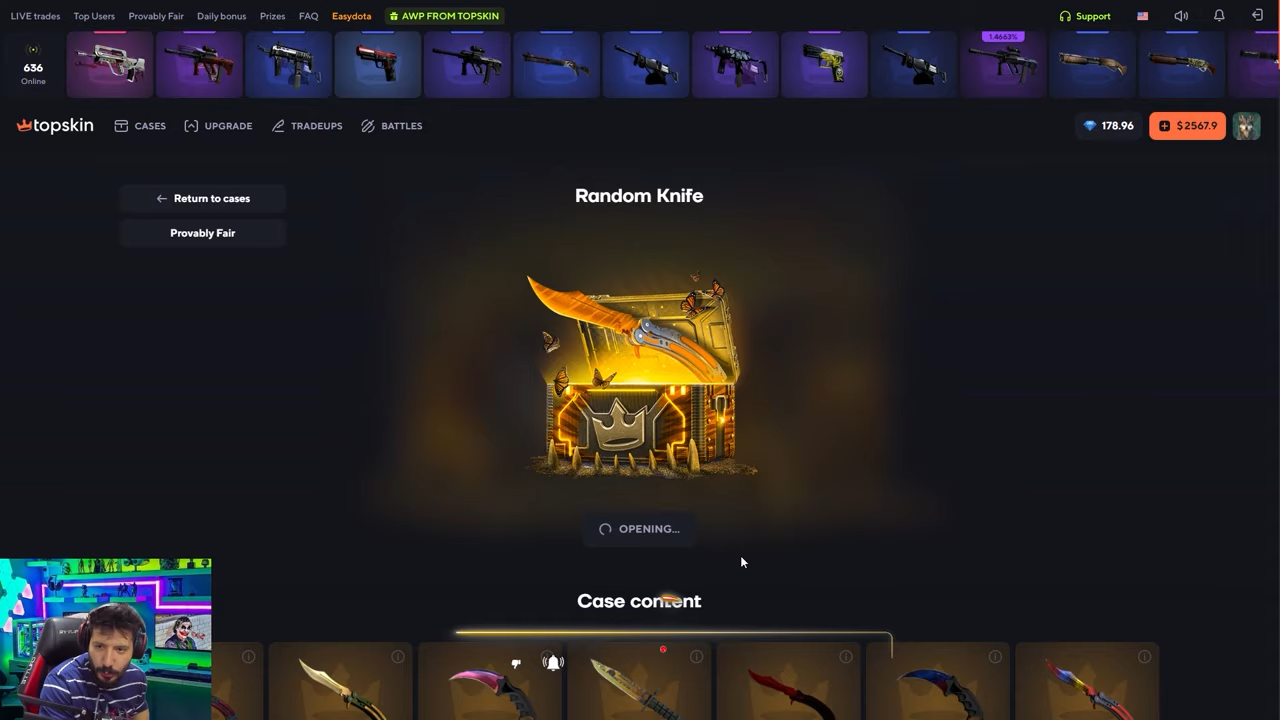 LIVE trades Top Users Provably Fair Daily bonus Prizes FAQ Easydota AWP FROM TOPSKIN Support
1.4663%
636
Online
topskin CASES UPGRADE TRADEUPS BATTLES 178.96 $2567.9
Return to cases
Random Knife
Provably Fair
OPENING...
Case content